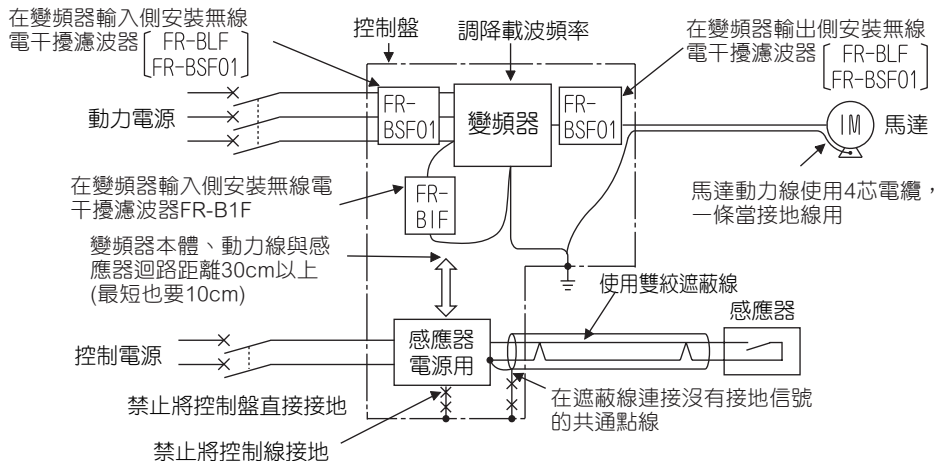 在變頻器輸入側安裝無線
電干擾濾波器 FR-BLF
FR-BSF01
控制盤
調降載波頻率
在變頻器輸出側安裝無線
電干擾濾波器 FR-BLF
FR-BSF01
動力電源
FR-
BSF01
變頻器
FR-
BSF01
IM
馬達
在變頻器輸入側安裝無線電
干擾濾波器FR-B1F
FR-
BIF
馬達動力線使用4芯電纜，
一條當接地線用
變頻器本體、動力線與感
應器迴路距離30cm以上
(最短也要10cm)
使用雙絞遮蔽線
感應器
控制電源
感應器
電源用
禁止將控制盤直接接地
在遮蔽線連接沒有接地信號
的共通點線
禁止將控制線接地